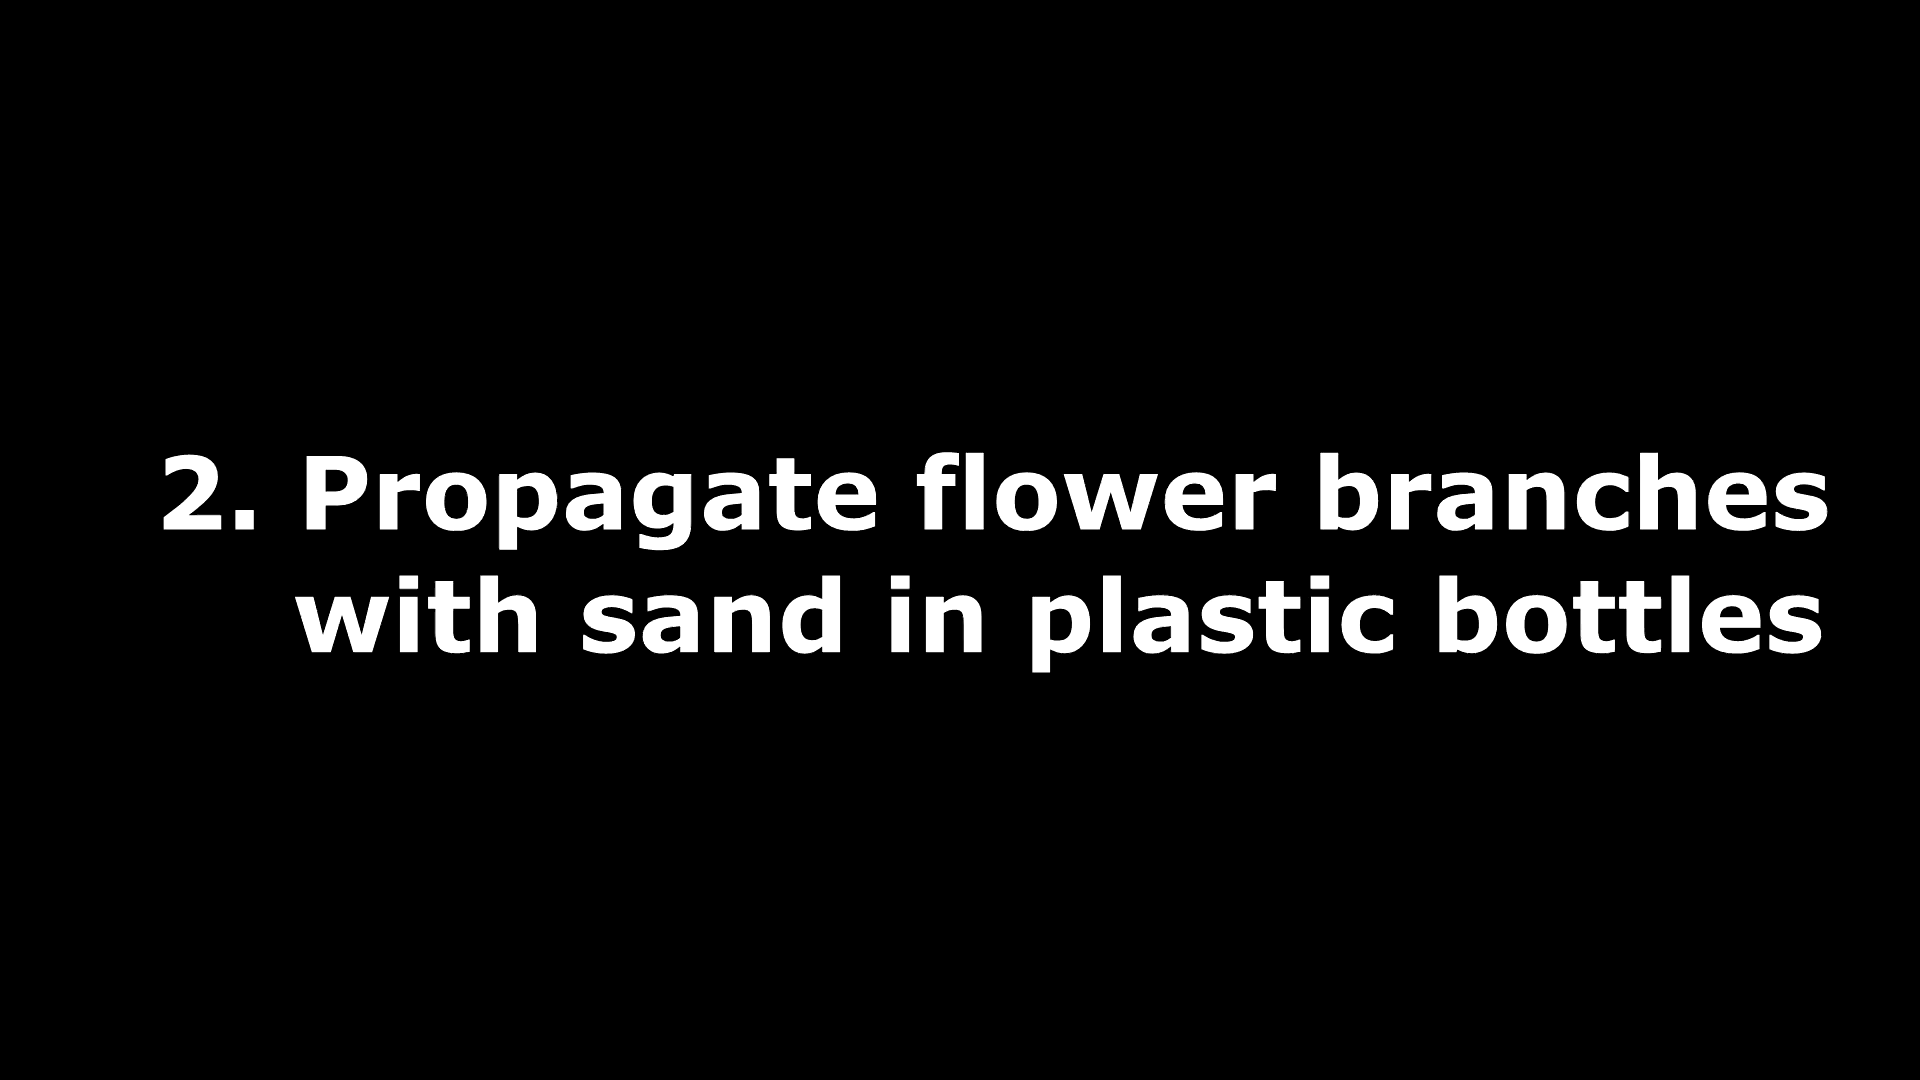 2. Propagate flower branches
with sand in plastic bottles